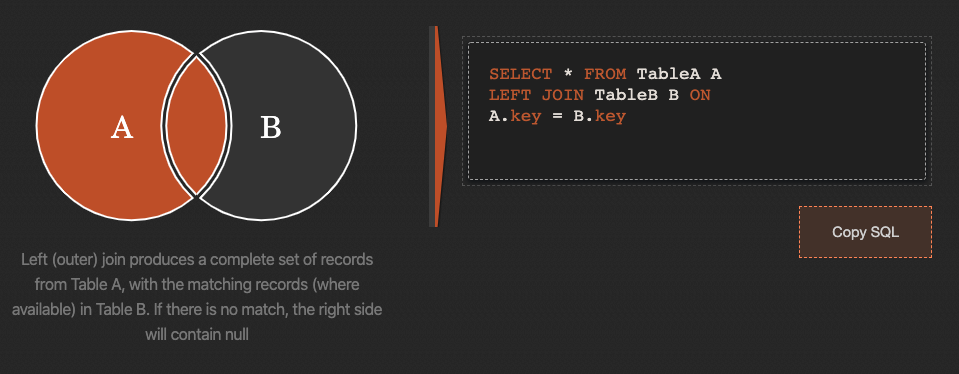 A
B
SELECT * FROM TableA A
LEFT JOIN TableB B ON
A.key = B.key
Copy SQL
Left (outer) join produces a complete set of records
from Table A, with the matching records (where
available) in Table B. If there is no match, the right side
will contain null